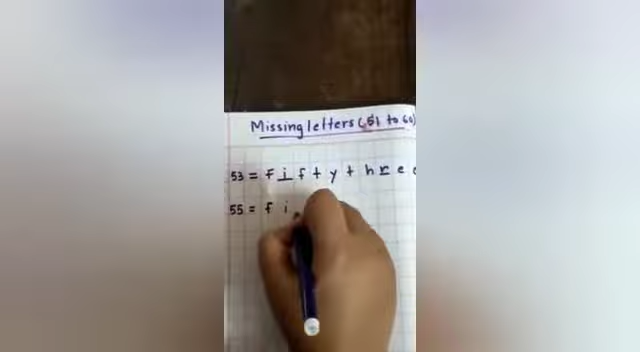 Missing letters (51 to 60)
53 = f i f t y t h r e e
55 = f i